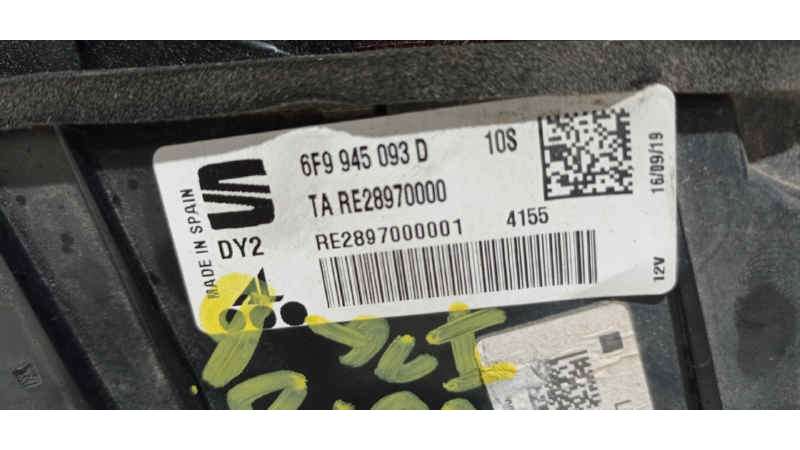 MADE IN SPAIN
DY2
6F9 945 093 D 10S
TA RE28970000
RE2897000001 4155
16/09/19
12V